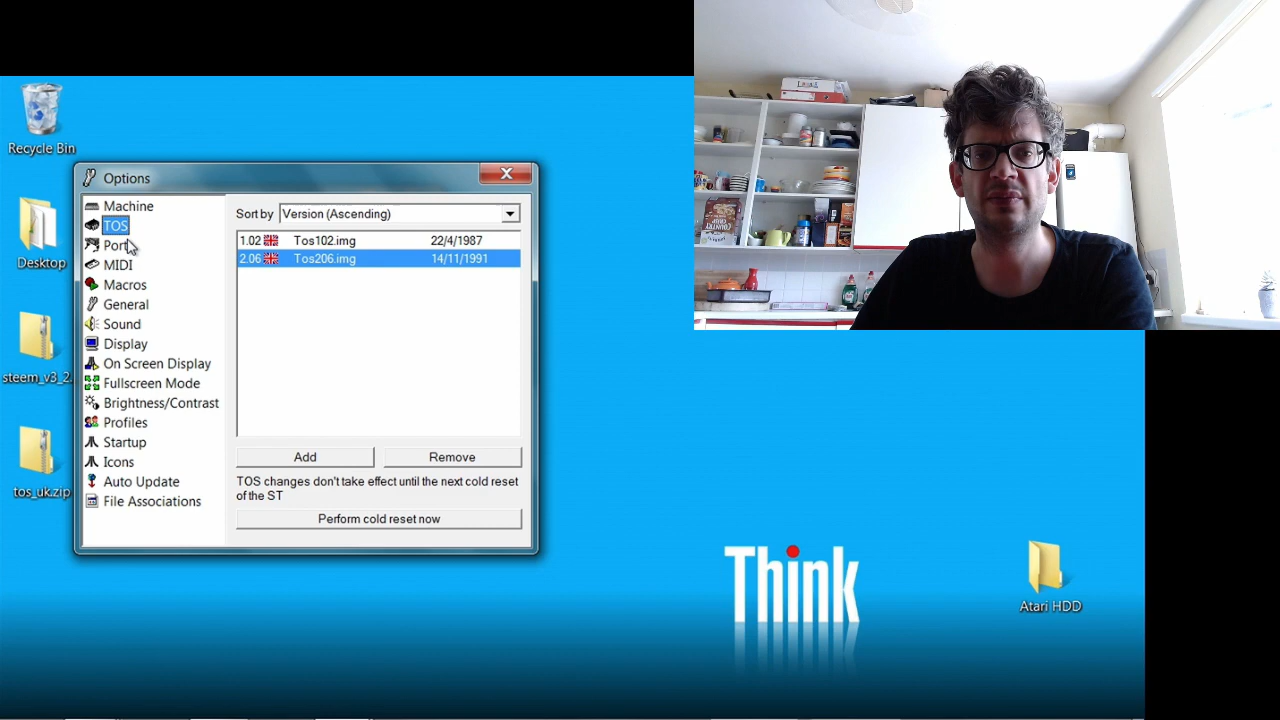 Recycle Bin
Desktop
steem_v3_2.
tos_uk.zip
Options
Machine
TOS
Port
MIDI
Macros
General
Sound
Display
On Screen Display
Fullscreen Mode
Brightness/Contrast
Profiles
Startup
Icons
Auto Update
File Associations
Sort by Version (Ascending)
1.02 Tos102.img 22/4/1987
2.06 Tos206.img 14/11/1991
Add Remove
TOS changes don't take effect until the next cold reset
of the ST
Perform cold reset now
COUNTRY
CRISP
Think
Atari HDD